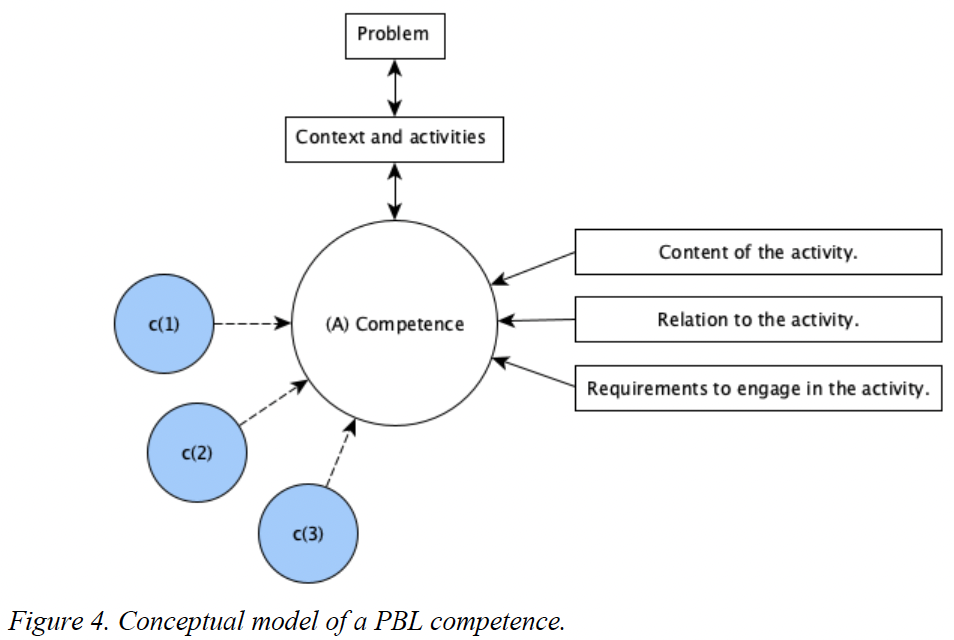 Problem
Context and activities
Content of the activity.
(A) Competence
Relation to the activity.
Requirements to engage in the activity.
c(1)
c(2)
c(3)
Figure 4. Conceptual model of a PBL competence.